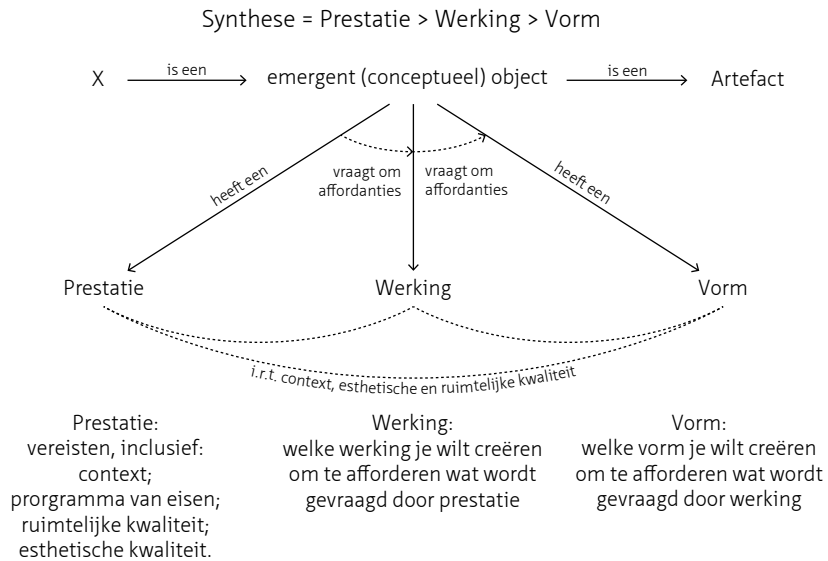 Synthese = Prestatie > Werking > Vorm
X
is een
emergent (conceptueel) object
is een
Artefact
heeft een
vraagt om
affordanties
vraagt om
affordanties
heeft een
Prestatie
Werking
Vorm
i.r.t. context, esthetische en ruimtelijke kwaliteit
Prestatie:
vereisten, inclusief:
context;
prorgramma van eisen;
ruimtelijke kwaliteit;
esthetische kwaliteit.
Werking:
welke werking je wilt creëren
om te afforderen wat wordt
gevraagd door prestatie
Vorm:
welke vorm je wilt creëren
om te afforderen wat wordt
gevraagd door werking